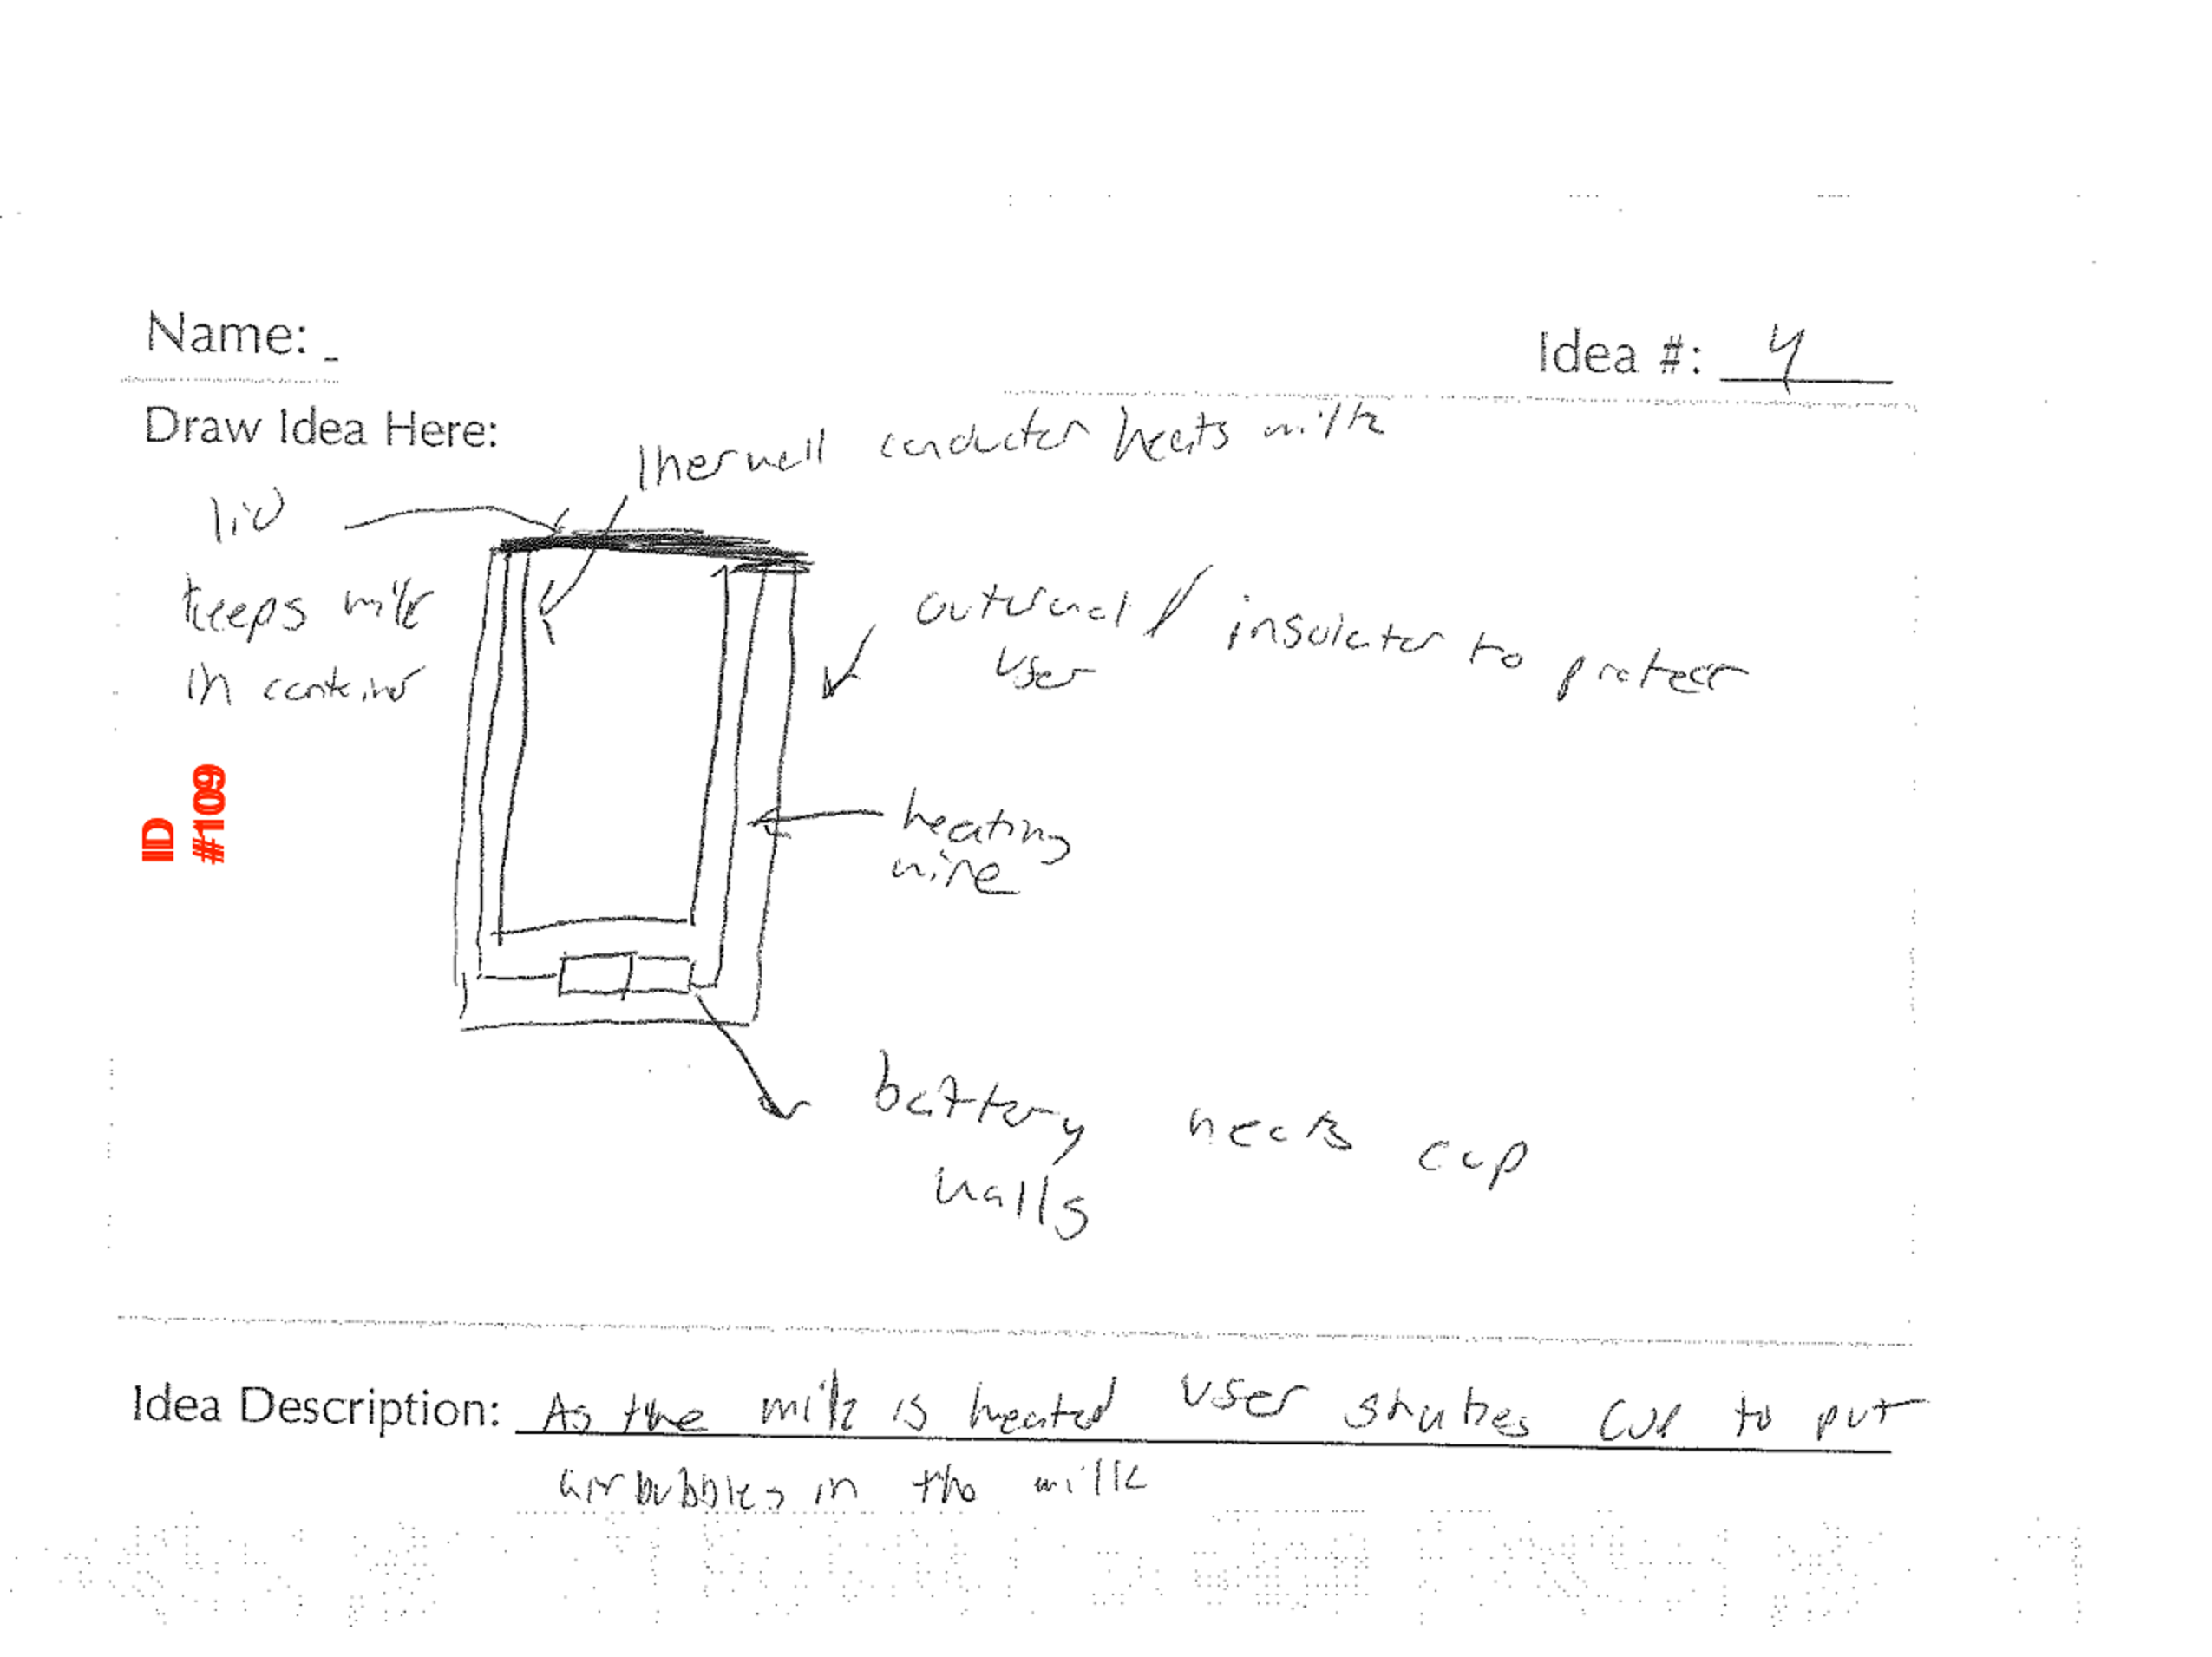 Name:
Idea #: 4
Draw Idea Here:
thermall conductor heats milk
lid
keeps milk
in container
outside / insulator to protect
user
ID
#109
heating
wire
battery heats cup
walls
Idea Description: As the milk is heated user shakes cup to put
air bubbles in the milk